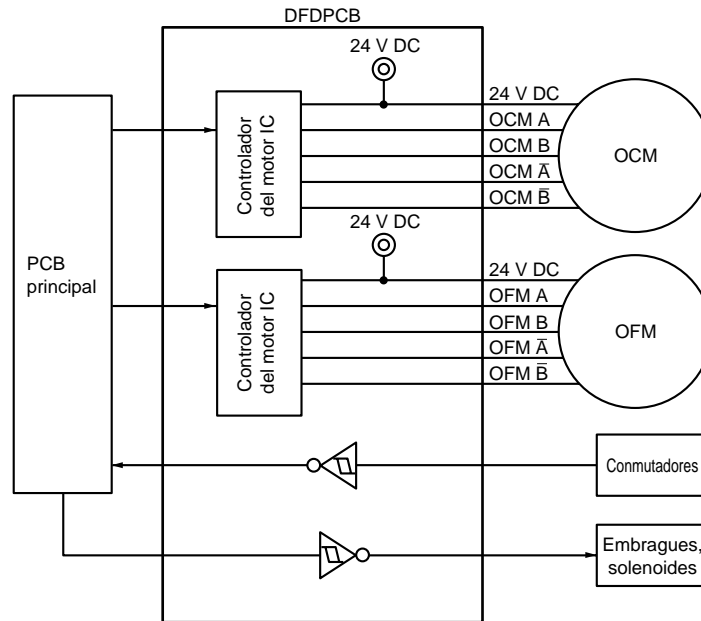 DFDPCB
24 V DC
24 V DC
OCM A
OCM B
OCM A̅
OCM B̅
OCM
Controlador
del motor IC
PCB
principal
24 V DC
24 V DC
OFM A
OFM B
OFM A̅
OFM B̅
OFM
Controlador
del motor IC
Conmutadores
Embragues,
solenoides